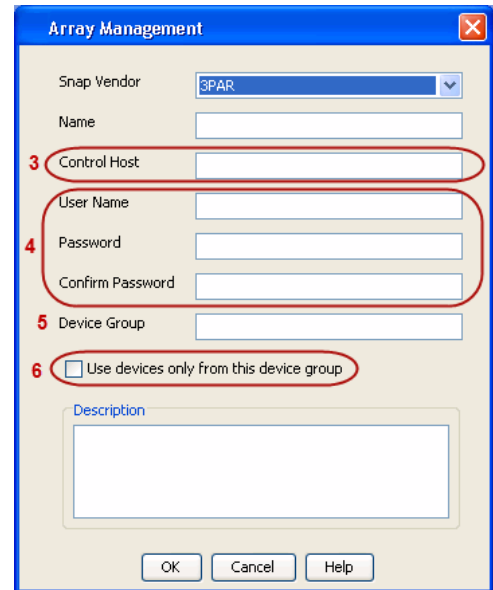 Array Management
Snap Vendor 3PAR
Name
3 Control Host
User Name
4 Password
Confirm Password
5 Device Group
6 Use devices only from this device group
Description
OK Cancel Help